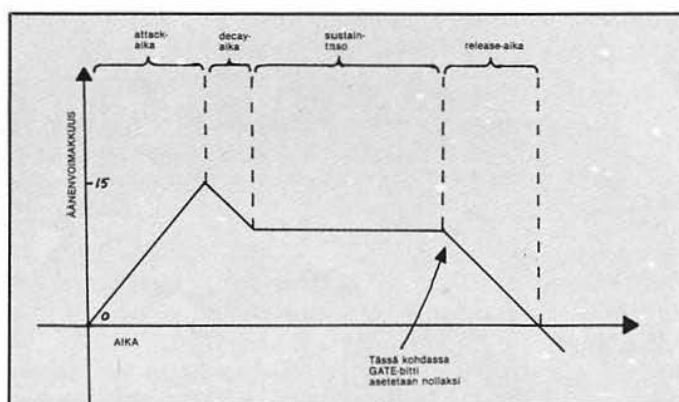 attack-
aika
decay-
aika
sustain-
taso
release-aika
ÄÄNENVOIMAKKUUS
15
0
AIKA
Tässä kohdassa
GATE-bitti
asetetaan nollaksi